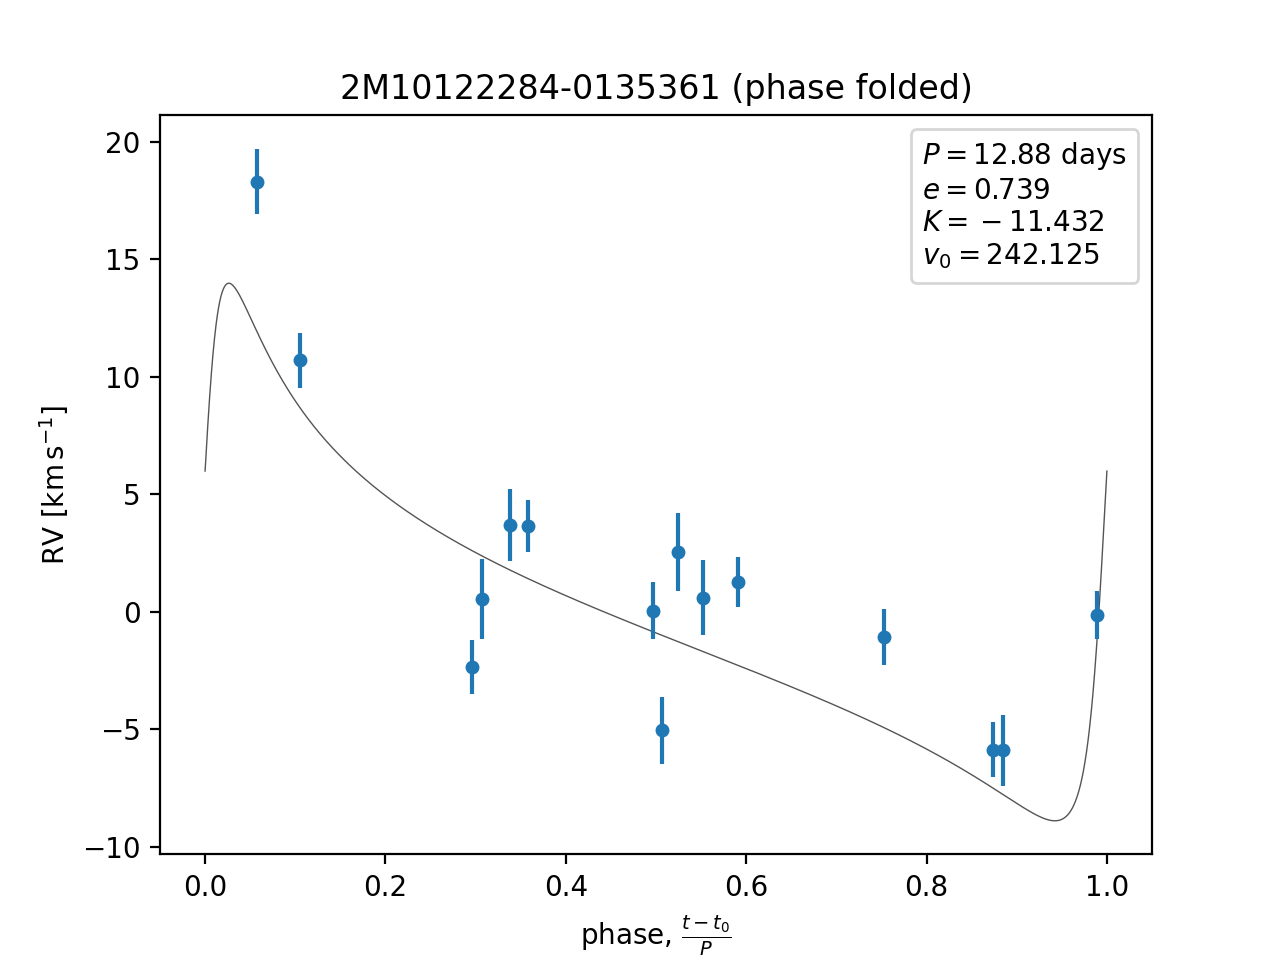 2M10122284-0135361 (phase folded)
P = 12.88 days
e = 0.739
K = −11.432
v₀ = 242.125
RV [km s⁻¹]
20
15
10
5
0
−5
−10
0.0 0.2 0.4 0.6 0.8 1.0
phase, (t − t₀)/P